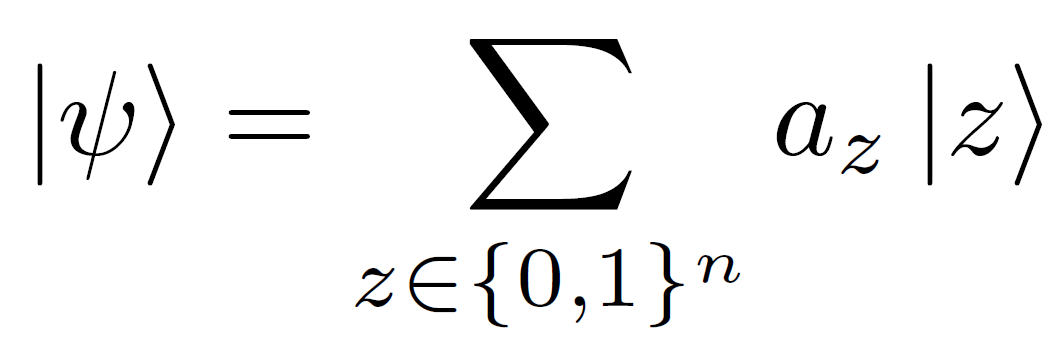 |ψ⟩ = ∑ a_z |z⟩
z∈{0,1}^n